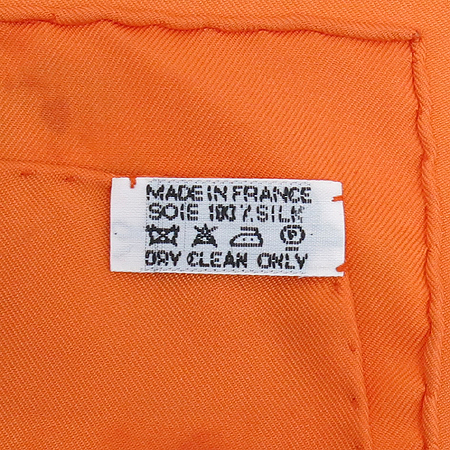 MADE IN FRANCE
SOIE 100% SILK
DRY CLEAN ONLY